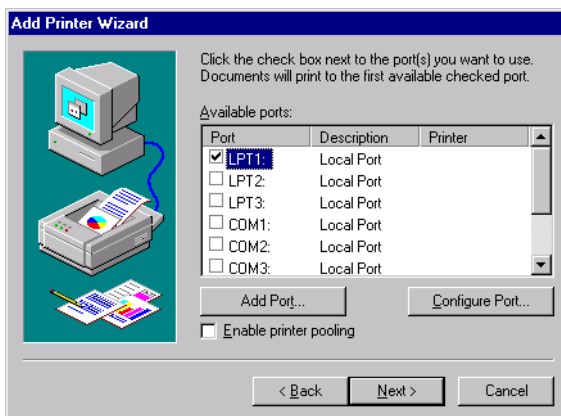 Add Printer Wizard
Click the check box next to the port(s) you want to use.
Documents will print to the first available checked port.
Available ports:
Port Description Printer
LPT1: Local Port
LPT2: Local Port
LPT3: Local Port
COM1: Local Port
COM2: Local Port
COM3: Local Port
Add Port... Configure Port...
Enable printer pooling
< Back Next > Cancel